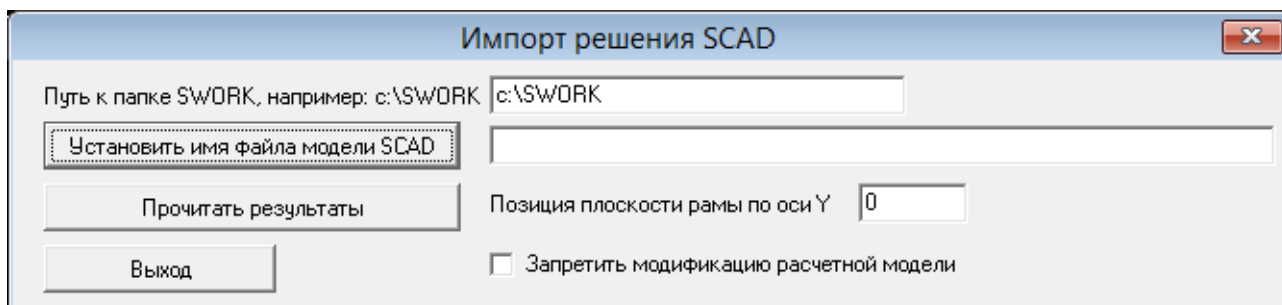 Импорт решения SCAD
Путь к папке SWORK, например: c:\SWORK c:\SWORK
Установить имя файла модели SCAD
Прочитать результаты Позиция плоскости рамы по оси Y 0
Выход Запретить модификацию расчетной модели